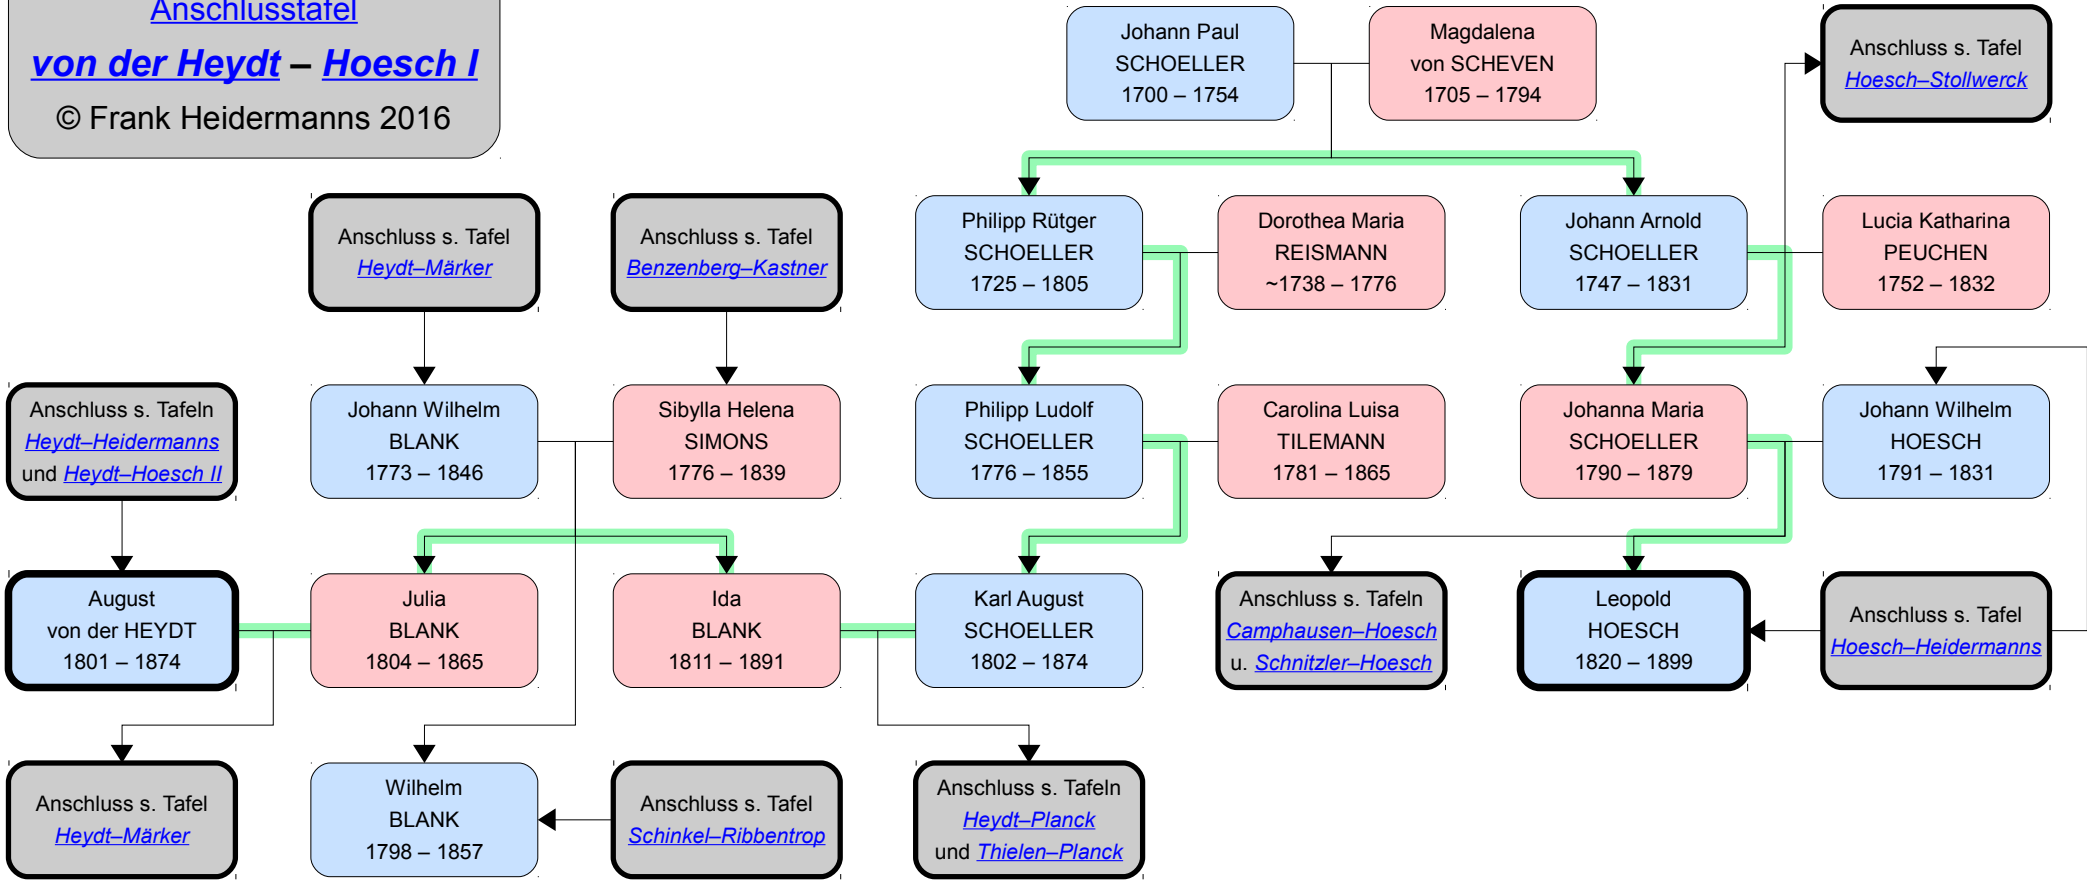 Anschlusstafel
von der Heydt – Hoesch I
© Frank Heidermanns 2016
Johann Paul
SCHOELLER
1700 – 1754
Magdalena
von SCHEVEN
1705 – 1794
Anschluss s. Tafel
Hoesch–Stollwerck
Anschluss s. Tafel
Heydt–Märker
Anschluss s. Tafel
Benzenberg–Kastner
Philipp Rütger
SCHOELLER
1725 – 1805
Dorothea Maria
REISMANN
~1738 – 1776
Johann Arnold
SCHOELLER
1747 – 1831
Lucia Katharina
PEUCHEN
1752 – 1832
Anschluss s. Tafeln
Heydt–Heidermanns
und Heydt–Hoesch II
Johann Wilhelm
BLANK
1773 – 1846
Sibylla Helena
SIMONS
1776 – 1839
Philipp Ludolf
SCHOELLER
1776 – 1855
Carolina Luisa
TILEMANN
1781 – 1865
Johanna Maria
SCHOELLER
1790 – 1879
Johann Wilhelm
HOESCH
1791 – 1831
August
von der HEYDT
1801 – 1874
Julia
BLANK
1804 – 1865
Ida
BLANK
1811 – 1891
Karl August
SCHOELLER
1802 – 1874
Anschluss s. Tafeln
Camphausen–Hoesch
u. Schnitzler–Hoesch
Leopold
HOESCH
1820 – 1899
Anschluss s. Tafel
Hoesch–Heidermanns
Anschluss s. Tafel
Heydt–Märker
Wilhelm
BLANK
1798 – 1857
Anschluss s. Tafel
Schinkel–Ribbentrop
Anschluss s. Tafeln
Heydt–Planck
und Thielen–Planck